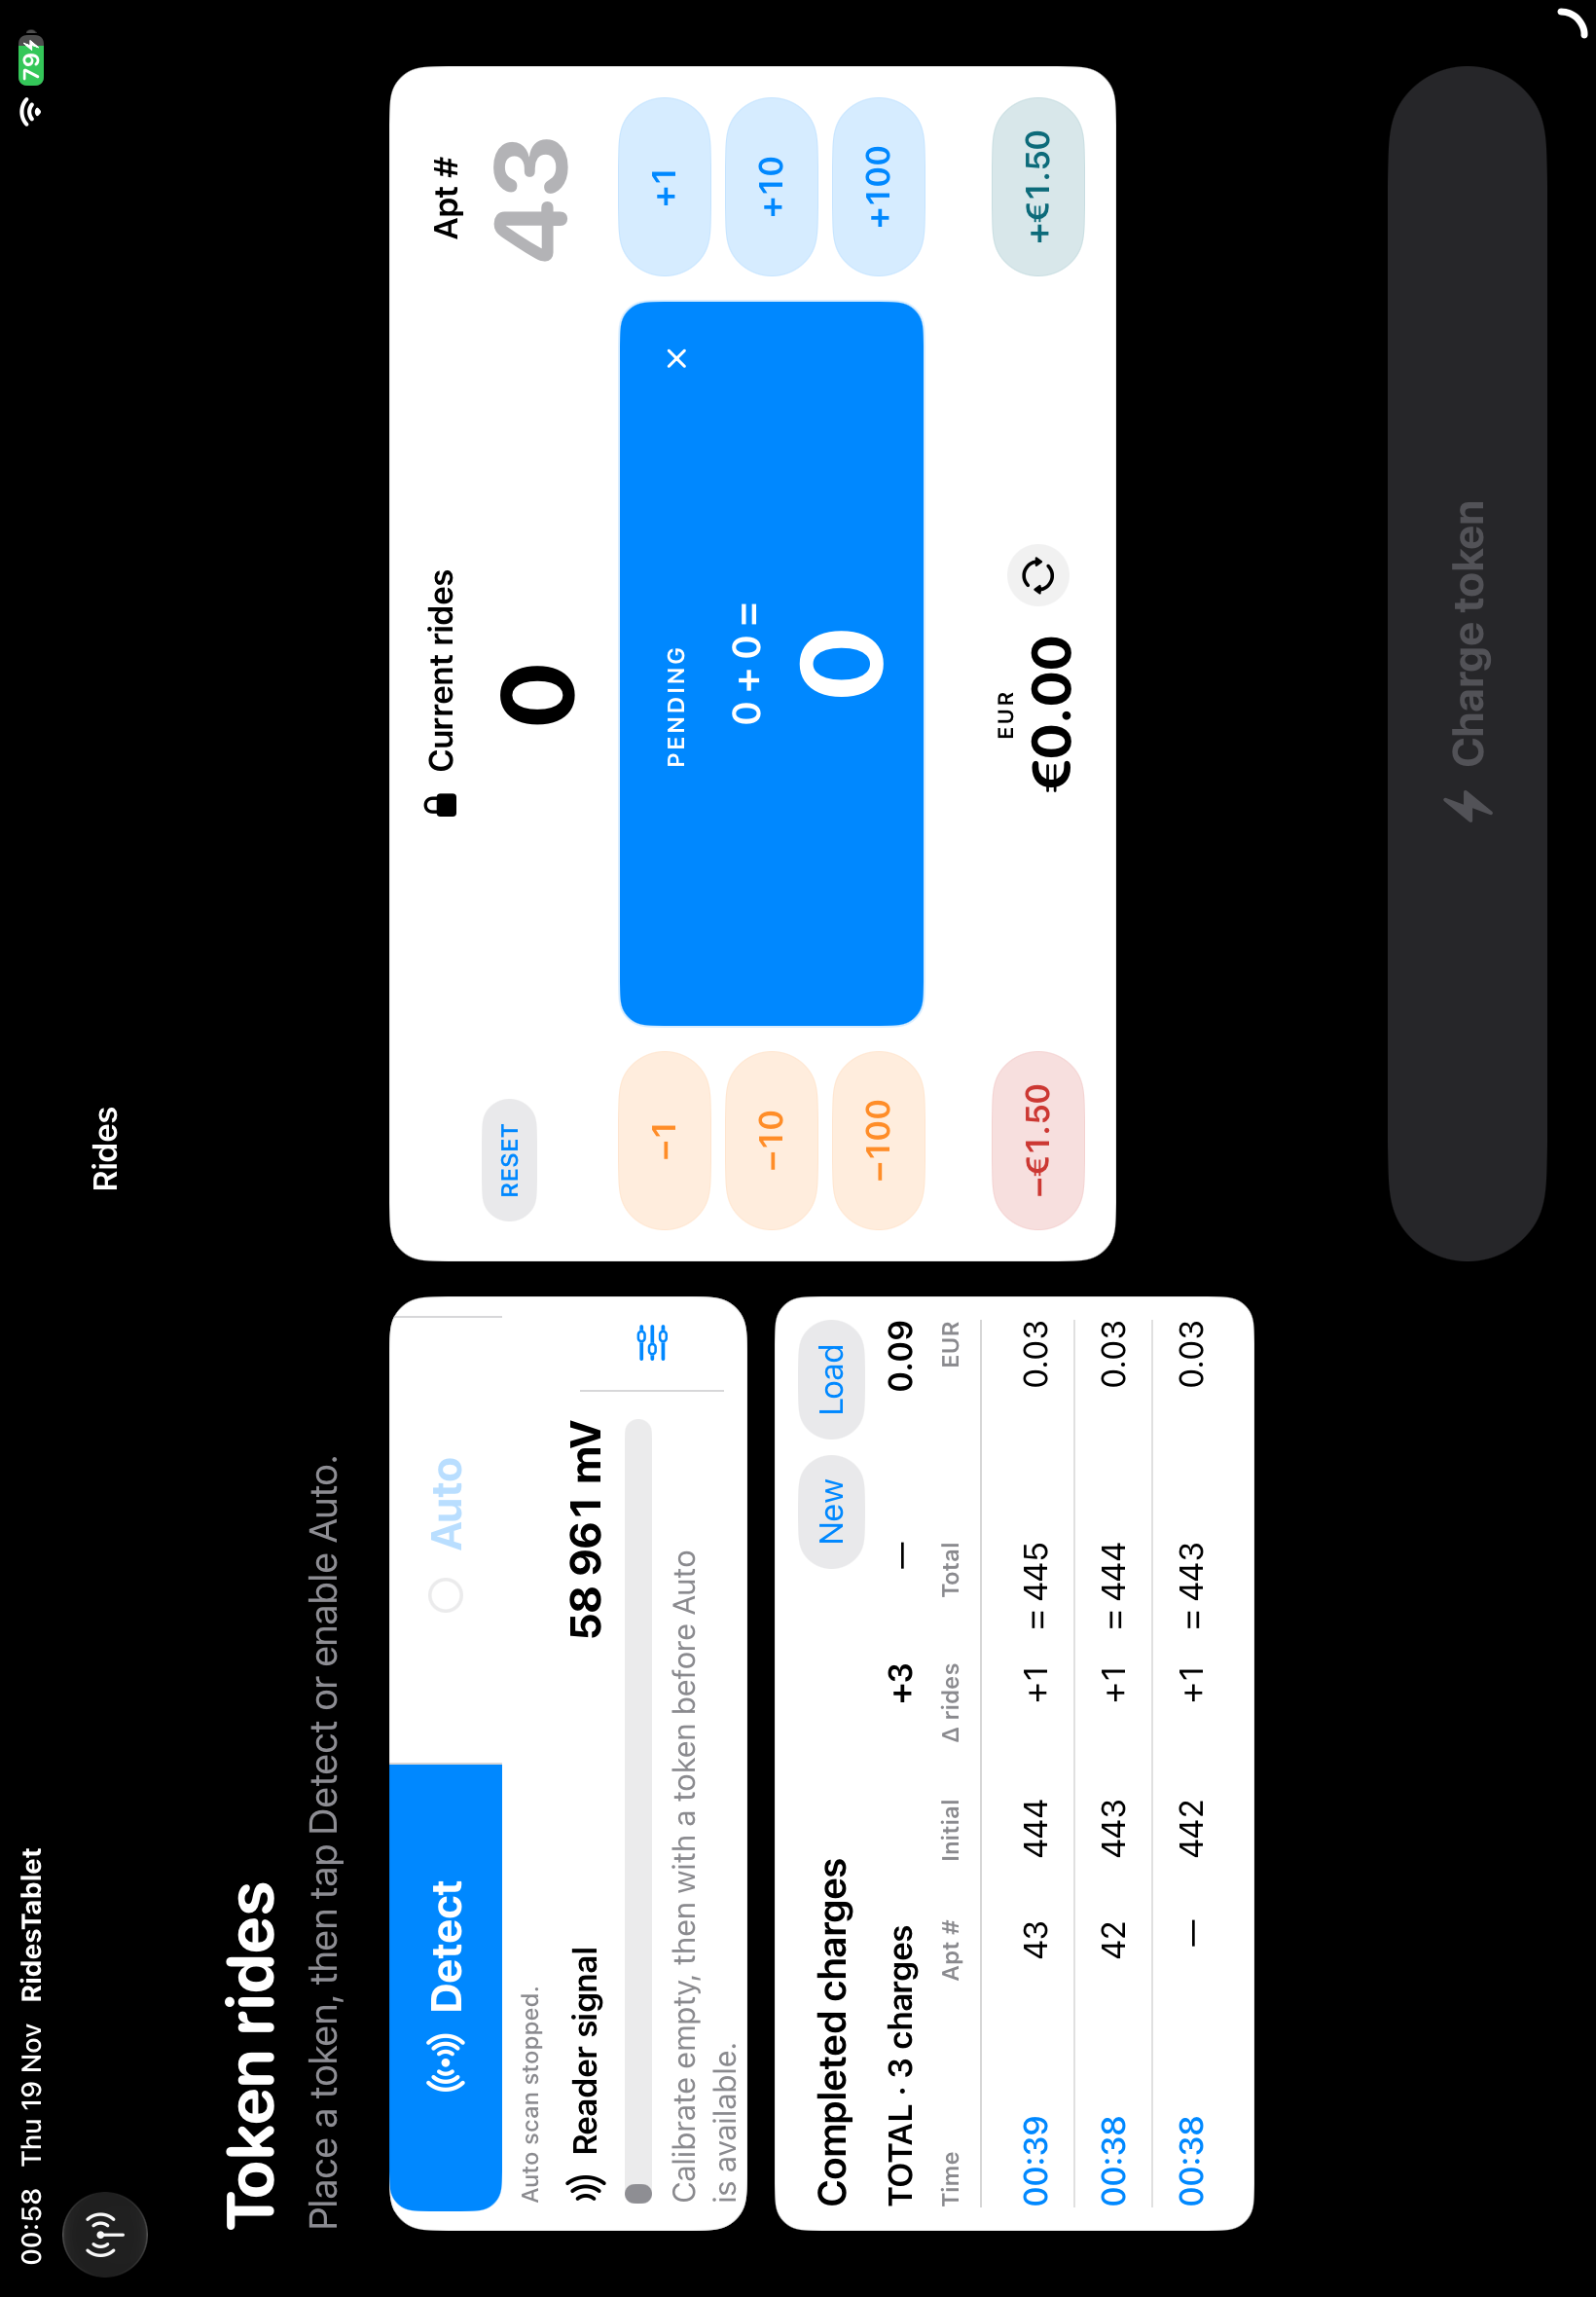 00:58 Thu 19 Nov RidesTablet
79
Rides
Token rides
Place a token, then tap Detect or enable Auto.
Detect
Auto
Auto scan stopped.
Reader signal
58 961 mV
Calibrate empty, then with a token before Auto
is available.
Completed charges
New
Load
TOTAL · 3 charges +3 — 0.09
Time Apt # Initial Δ rides Total EUR
00:39 43 444 +1 = 445 0.03
00:38 42 443 +1 = 444 0.03
00:38 — 442 +1 = 443 0.03
Current rides
Apt #
RESET
0
43
−1
−10
−100
PENDING
×
0 + 0 =
0
+1
+10
+100
−€1.50
EUR
€0.00
+€1.50
Charge token